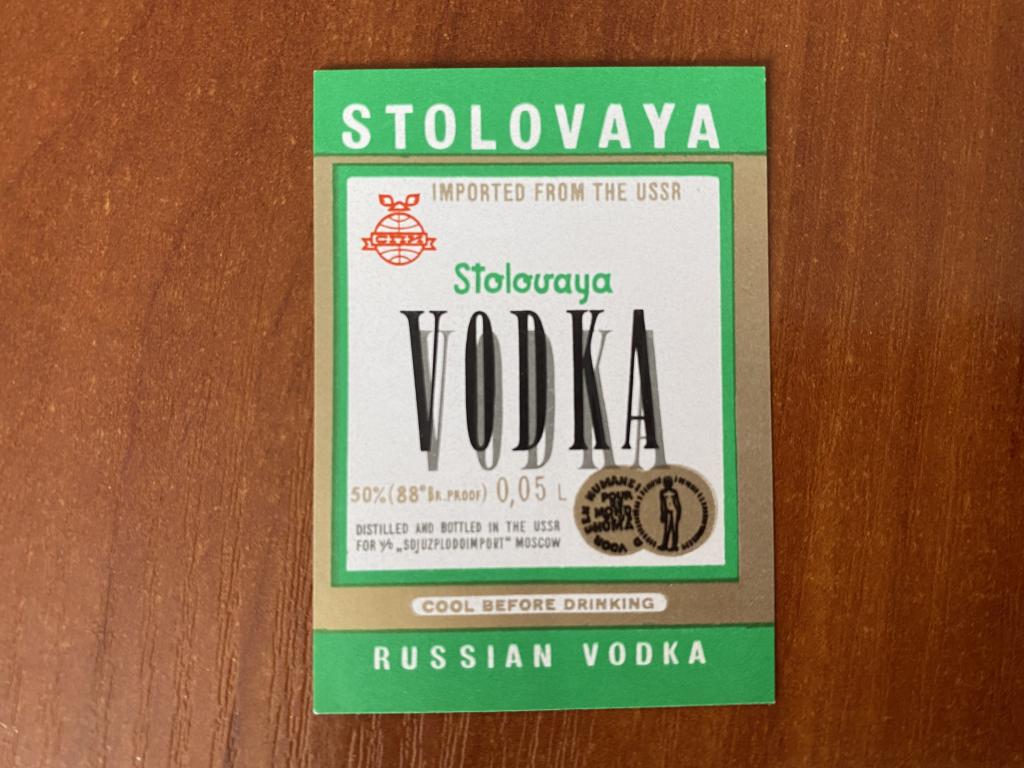 STOLOVAYA
IMPORTED FROM THE USSR
Stolovaya
VODKA
50% (88° BR. PROOF) 0,05 L
DISTILLED AND BOTTLED IN THE USSR
FOR V/O „SOJUZPLODOIMPORT“ MOSCOW
POUR
COOL BEFORE DRINKING
RUSSIAN VODKA